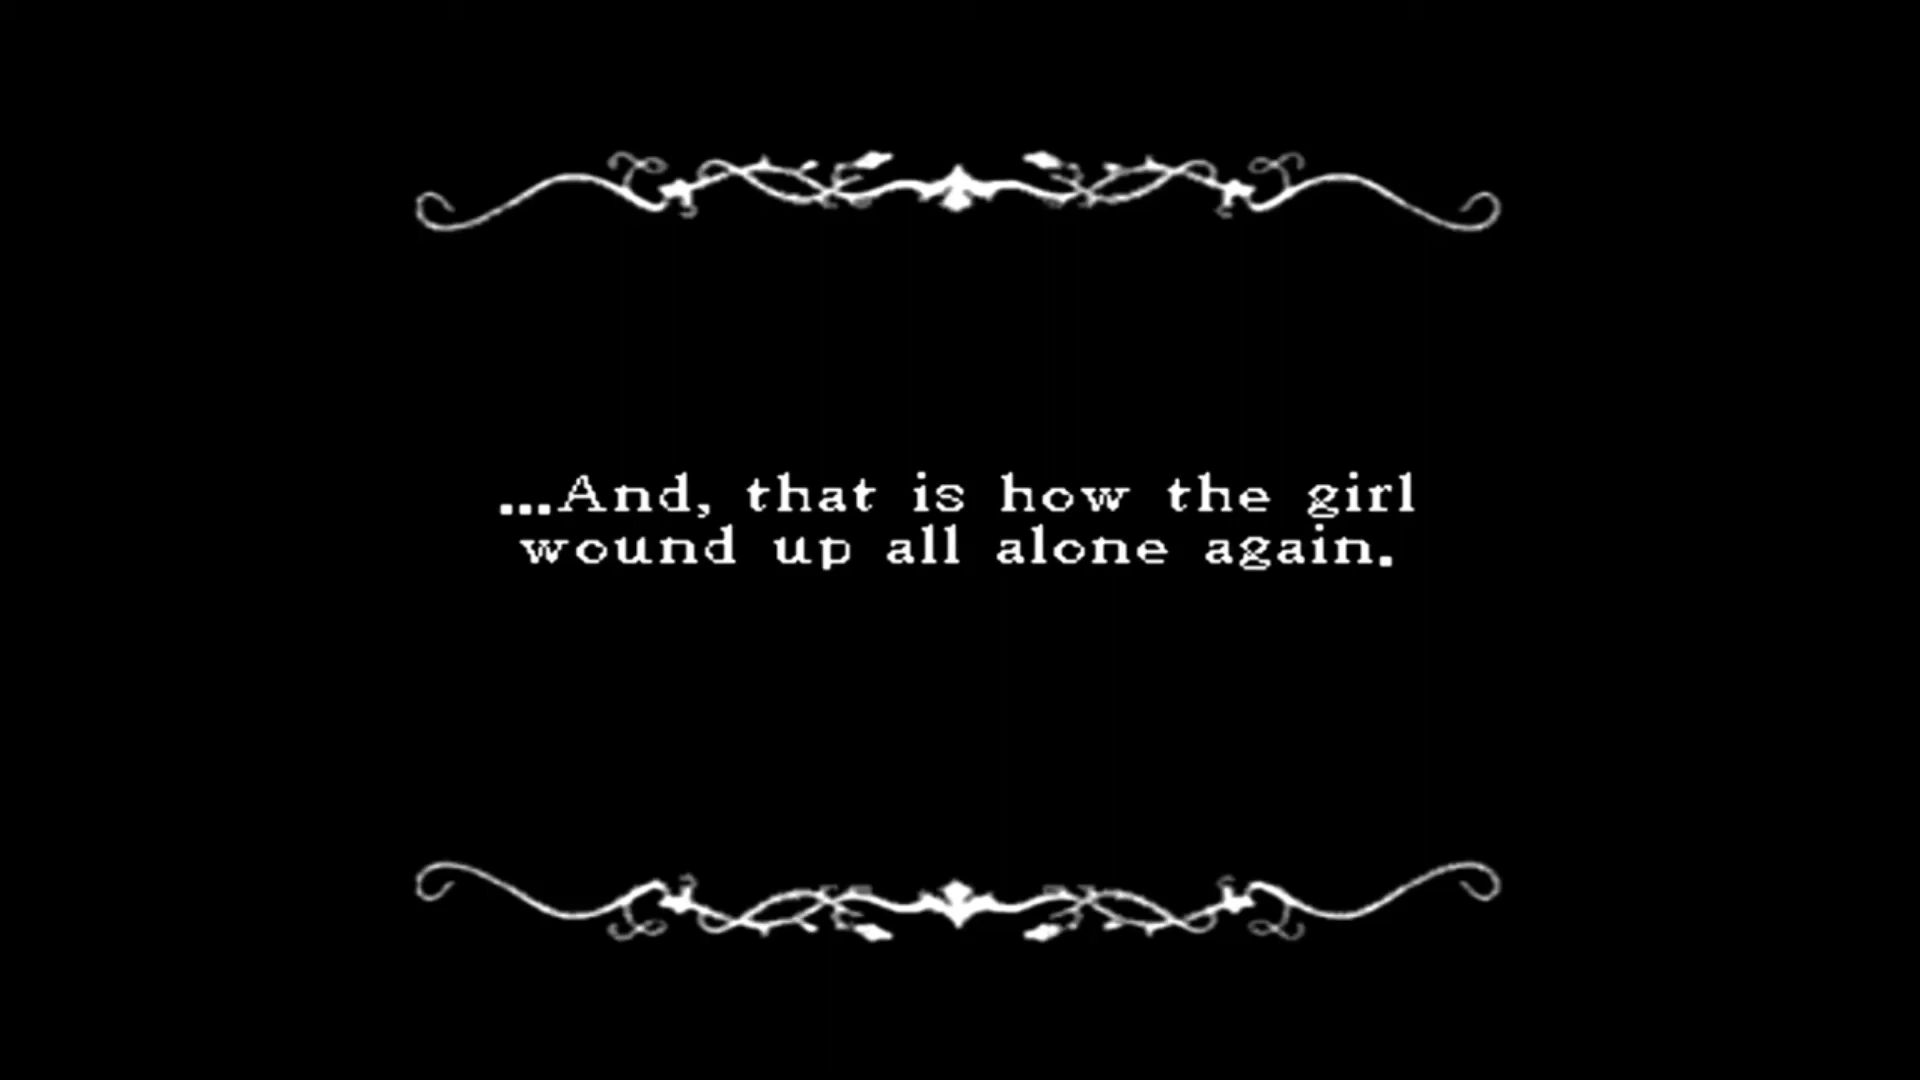 ...And, that is how the girl
wound up all alone again.